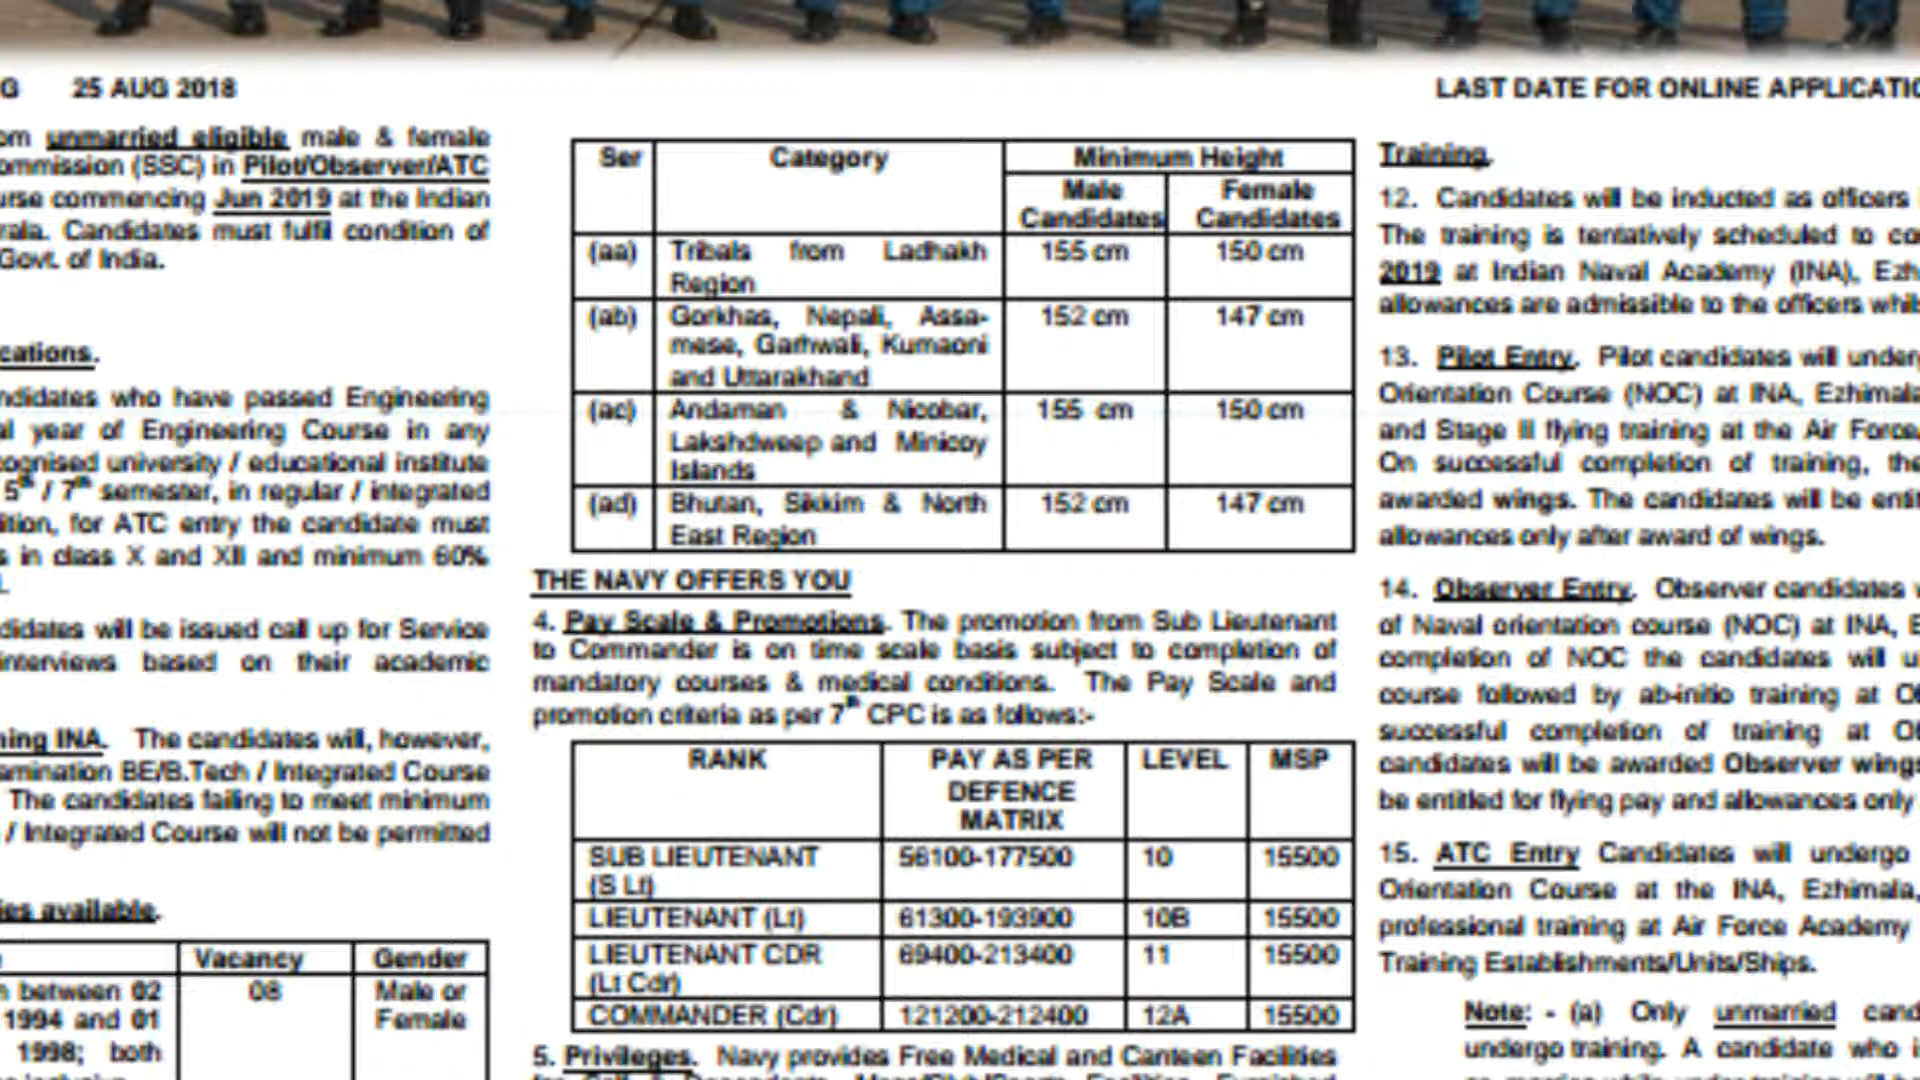 G 25 AUG 2018
LAST DATE FOR ONLINE APPLICATIO
om unmarried eligible male & female
ommission (SSC) in Pilot/Observer/ATC
urse commencing Jun 2019 at the Indian
rala. Candidates must fulfil condition of
Govt. of India.
cations.
ndidates who have passed Engineering
al year of Engineering Course in any
cognised university / educational institute
5th / 7th semester, in regular / integrated
ition, for ATC entry the candidate must
s in class X and XII and minimum 60%
didates will be issued call up for Service
interviews based on their academic
ning INA. The candidates will, however,
amination BE/B.Tech / Integrated Course
The candidates failing to meet minimum
/ Integrated Course will not be permitted
ies available.
Vacancy Gender
n between 02 08 Male or
1994 and 01 Female
1998; both
Ser Category Minimum Height
Male Female
Candidates Candidates
(aa) Tribals from Ladhakh 155 cm 150 cm
Region
(ab) Gorkhas, Nepali, Assa- 152 cm 147 cm
mese, Garhwali, Kumaoni
and Uttarakhand
(ac) Andaman & Nicobar, 155 cm 150 cm
Lakshdweep and Minicoy
Islands
(ad) Bhutan, Sikkim & North 152 cm 147 cm
East Region
THE NAVY OFFERS YOU
4. Pay Scale & Promotions. The promotion from Sub Lieutenant
to Commander is on time scale basis subject to completion of
mandatory courses & medical conditions. The Pay Scale and
promotion criteria as per 7th CPC is as follows:-
RANK PAY AS PER LEVEL MSP
DEFENCE
MATRIX
SUB LIEUTENANT 56100-177500 10 15500
(S Lt)
LIEUTENANT (Lt) 61300-193900 10B 15500
LIEUTENANT CDR 69400-213400 11 15500
(Lt Cdr)
COMMANDER (Cdr) 121200-212400 12A 15500
5. Privileges. Navy provides Free Medical and Canteen Facilities
Training.
12. Candidates will be inducted as officers i
The training is tentatively scheduled to co
2019 at Indian Naval Academy (INA), Ezh
allowances are admissible to the officers whil
13. Pilot Entry. Pilot candidates will underg
Orientation Course (NOC) at INA, Ezhimala
and Stage II flying training at the Air Force
On successful completion of training, the
awarded wings. The candidates will be entit
allowances only after award of wings.
14. Observer Entry. Observer candidates w
of Naval orientation course (NOC) at INA, E
completion of NOC the candidates will u
course followed by ab-initio training at Ob
successful completion of training at Ob
candidates will be awarded Observer wings
be entitled for flying pay and allowances only
15. ATC Entry Candidates will undergo
Orientation Course at the INA, Ezhimala,
professional training at Air Force Academy
Training Establishments/Units/Ships.
Note: - (a) Only unmarried cand
undergo training. A candidate who i